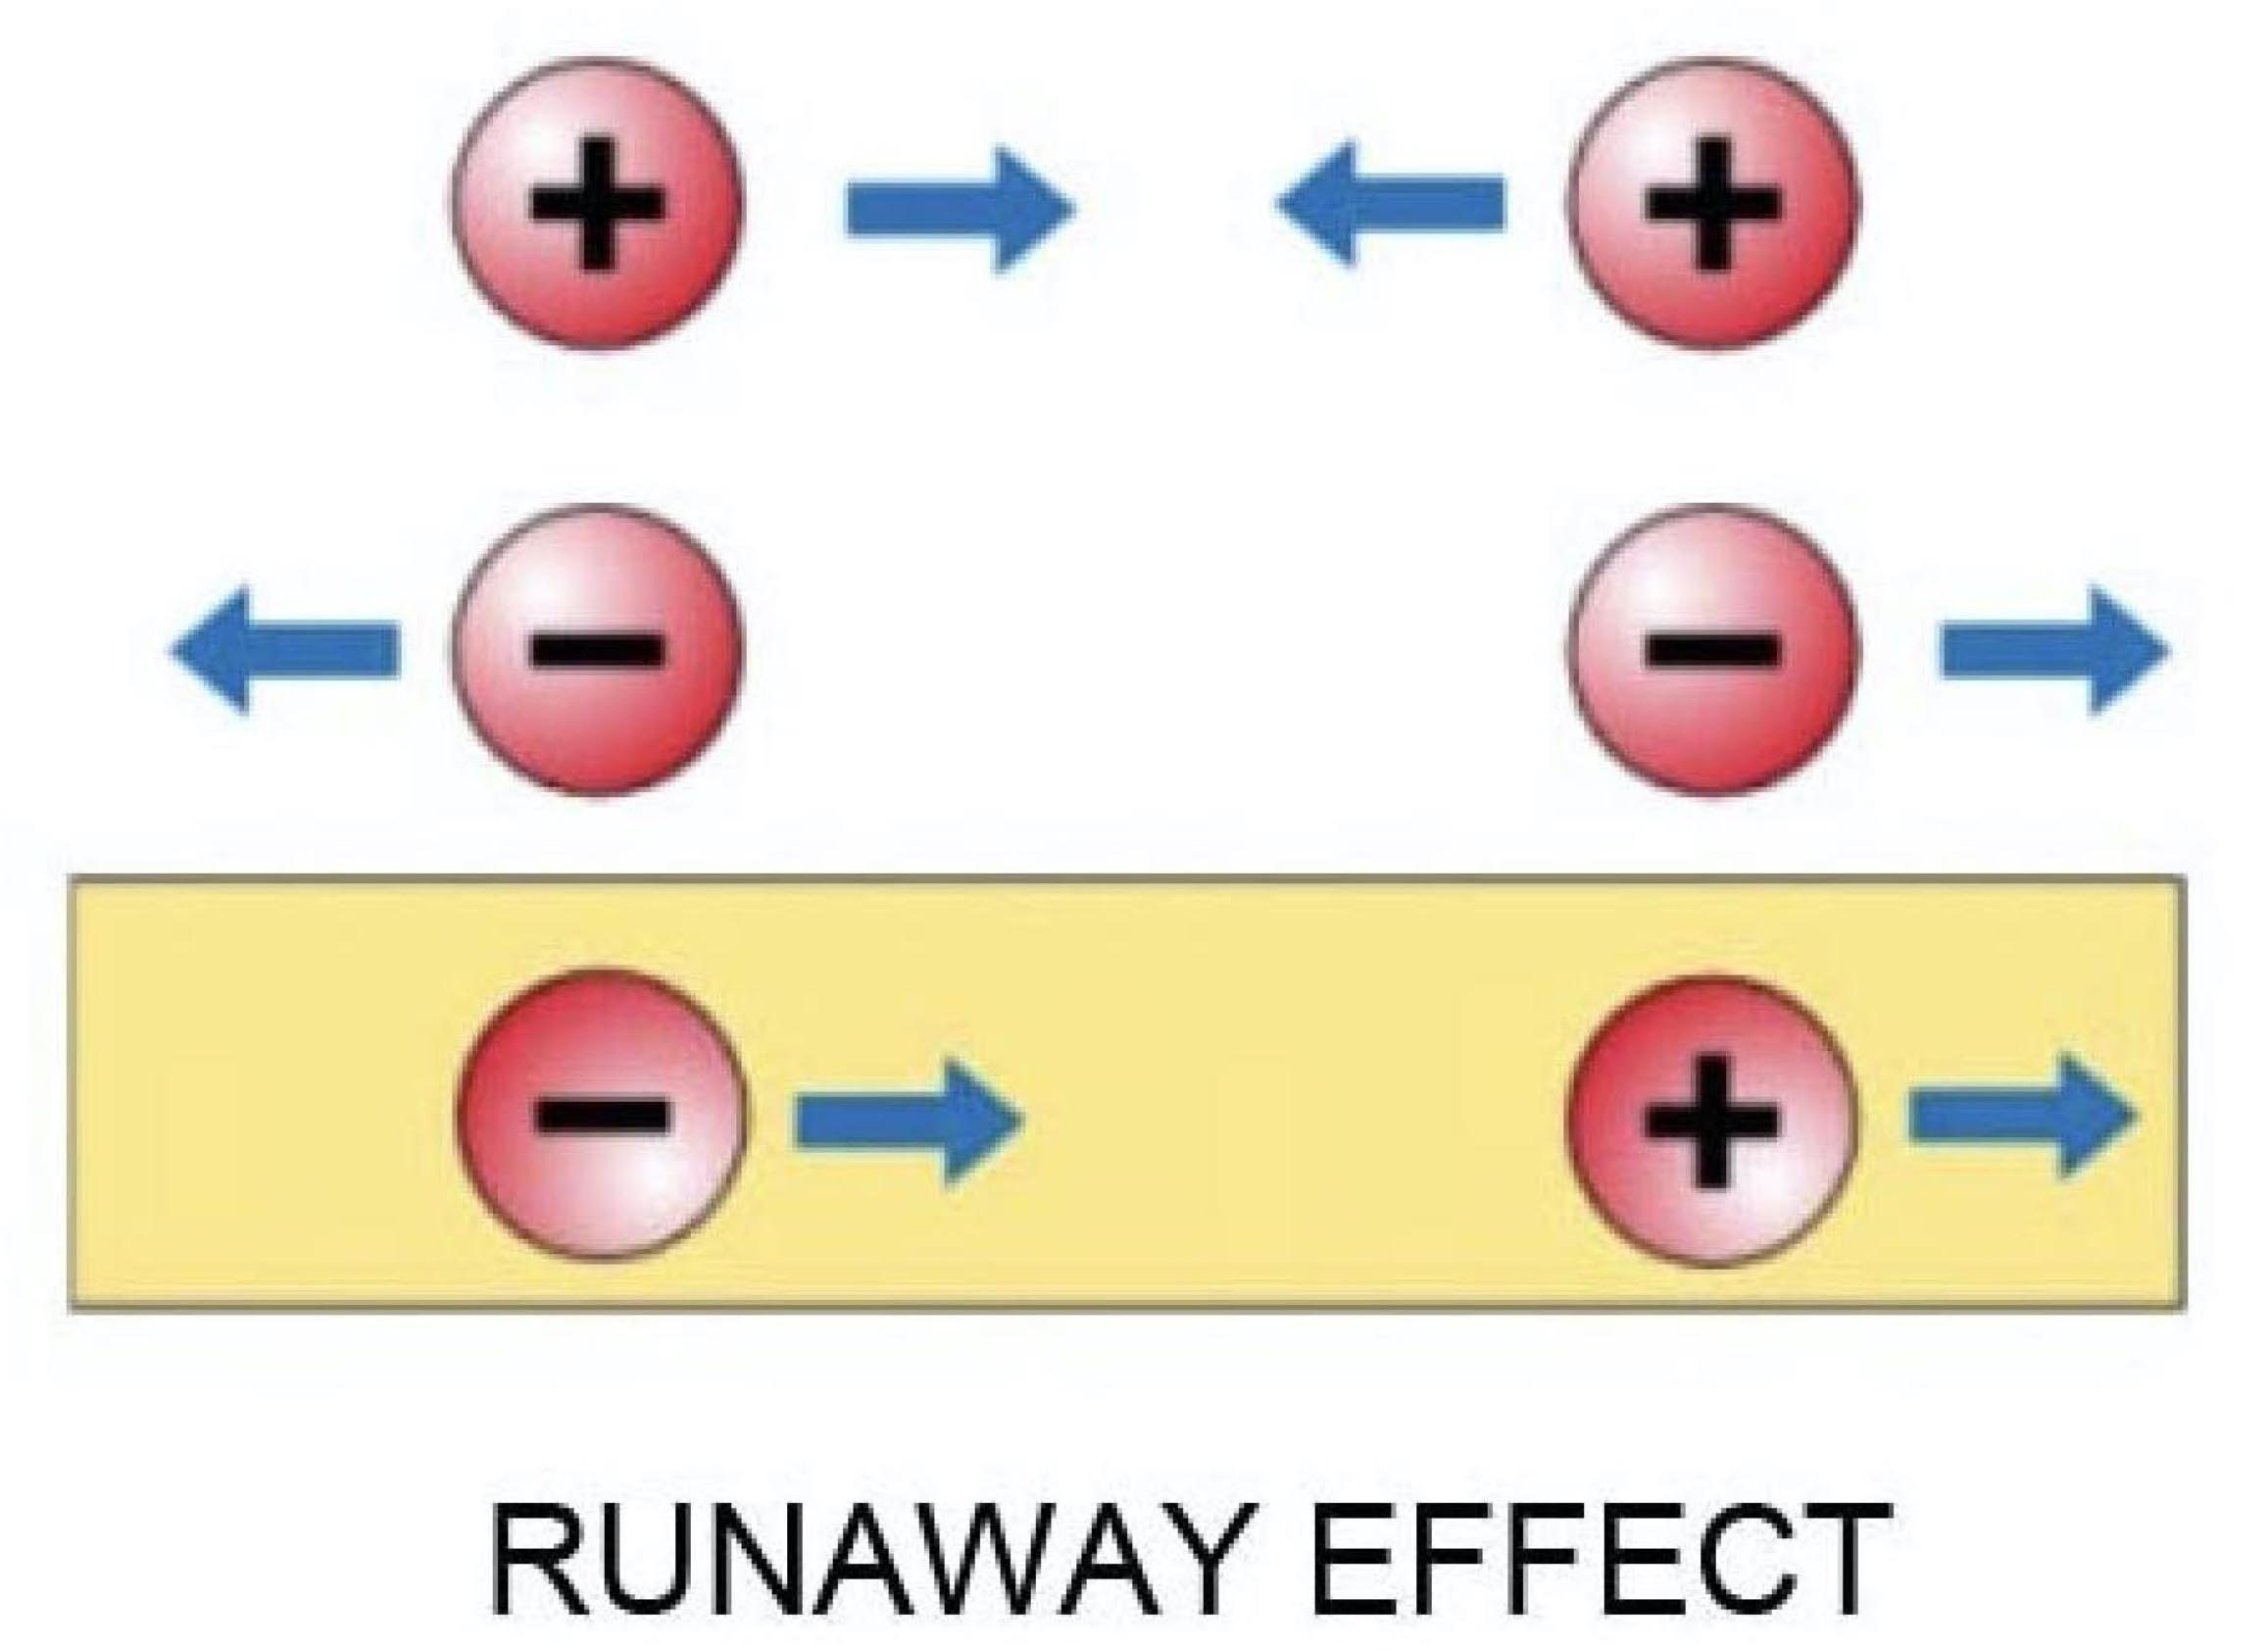 + +
− −
− +
RUNAWAY EFFECT